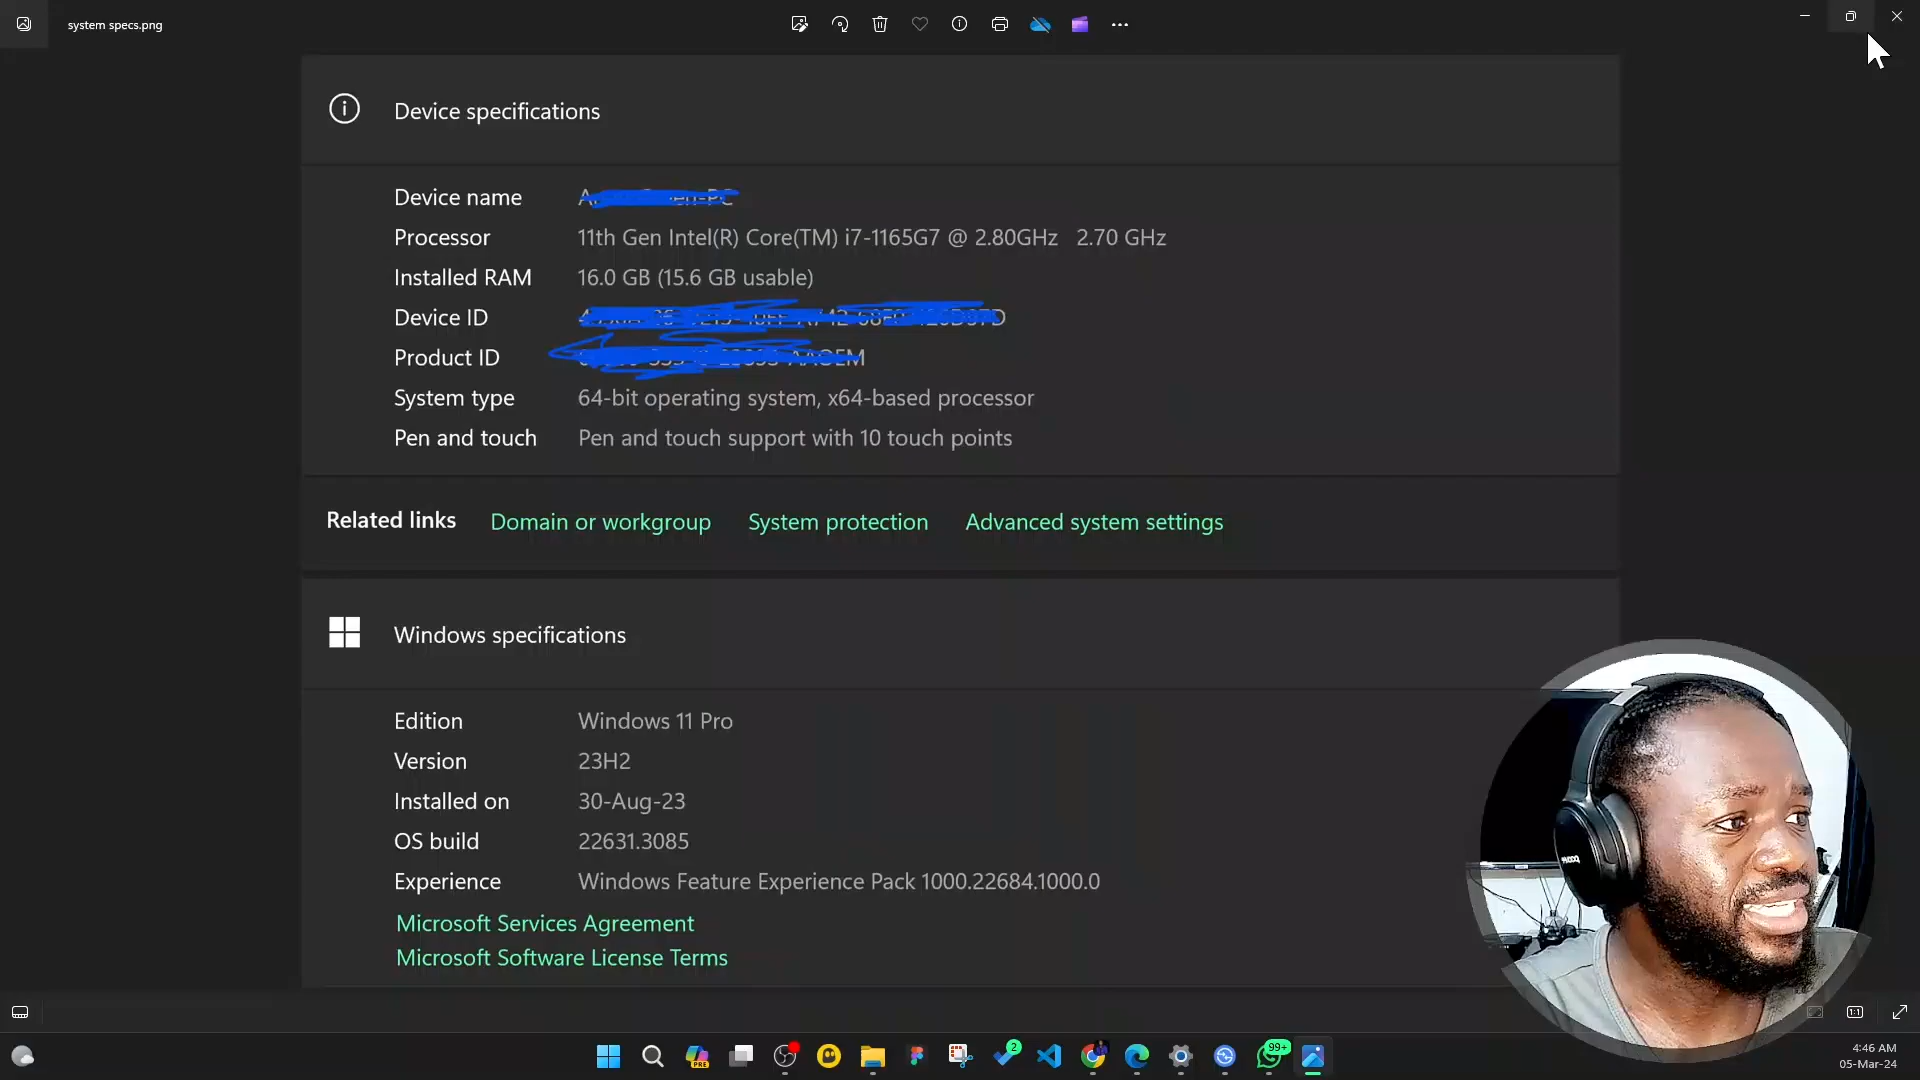 system specs.png
Device specifications
Device name
Processor 11th Gen Intel(R) Core(TM) i7-1165G7 @ 2.80GHz 2.70 GHz
Installed RAM 16.0 GB (15.6 GB usable)
Device ID
Product ID
System type 64-bit operating system, x64-based processor
Pen and touch Pen and touch support with 10 touch points
Related links Domain or workgroup System protection Advanced system settings
Windows specifications
Edition Windows 11 Pro
Version 23H2
Installed on 30-Aug-23
OS build 22631.3085
Experience Windows Feature Experience Pack 1000.22684.1000.0
Microsoft Services Agreement
Microsoft Software License Terms
1:1
PRE
2
99+
4:46 AM
05-Mar-24